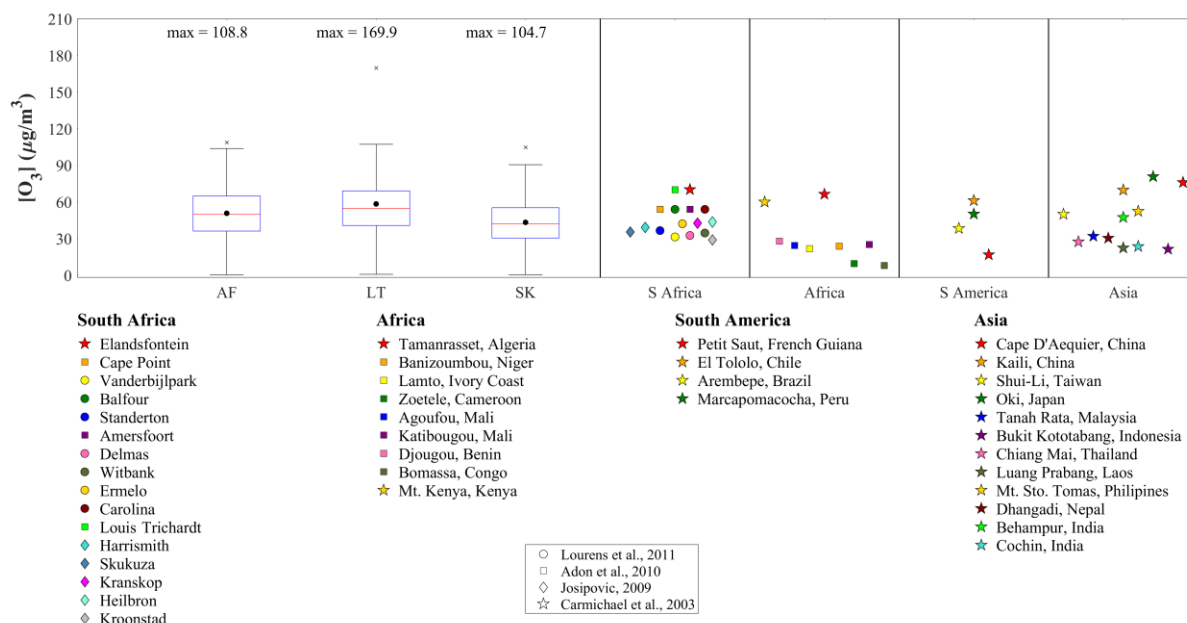 [O3] (μg/m3)
210
180
150
120
90
60
30
0
max = 108.8
max = 169.9
max = 104.7
AF
LT
SK
S Africa
Africa
S America
Asia
South Africa
Elandsfontein
Cape Point
Vanderbijlpark
Balfour
Standerton
Amersfoort
Delmas
Witbank
Ermelo
Carolina
Louis Trichardt
Harrismith
Skukuza
Kranskop
Heilbron
Kroonstad
Africa
Tamanrasset, Algeria
Banizoumbou, Niger
Lamto, Ivory Coast
Zoetele, Cameroon
Agoufou, Mali
Katibougou, Mali
Djougou, Benin
Bomassa, Congo
Mt. Kenya, Kenya
South America
Petit Saut, French Guiana
El Tololo, Chile
Arembepe, Brazil
Marcapomacocha, Peru
Asia
Cape D'Aequier, China
Kaili, China
Shui-Li, Taiwan
Oki, Japan
Tanah Rata, Malaysia
Bukit Kototabang, Indonesia
Chiang Mai, Thailand
Luang Prabang, Laos
Mt. Sto. Tomas, Philipines
Dhangadi, Nepal
Behampur, India
Cochin, India
Lourens et al., 2011
Adon et al., 2010
Josipovic, 2009
Carmichael et al., 2003